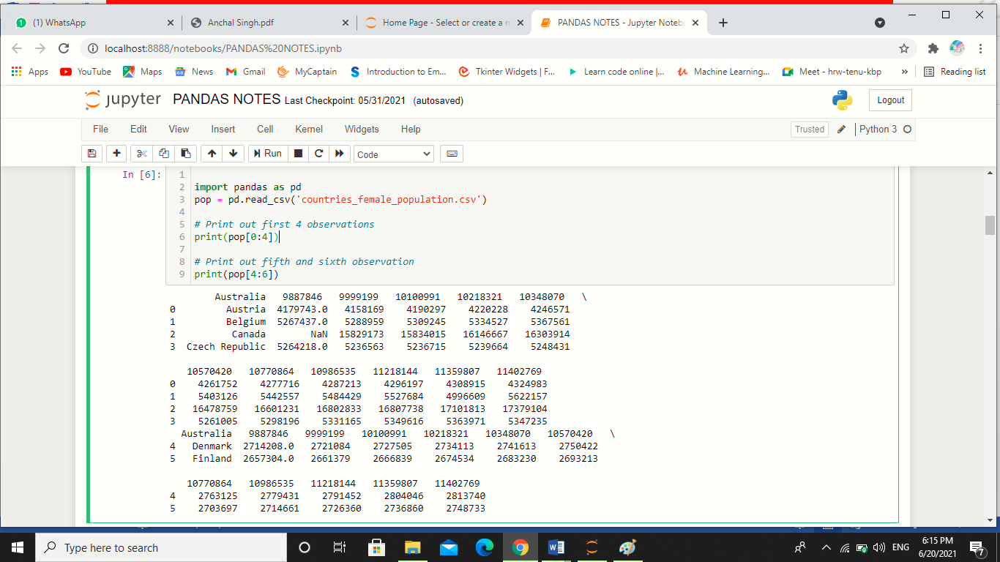 (1) WhatsApp Anchal Singh.pdf Home Page - Select or create a n PANDAS NOTES - Jupyter Notebo
localhost:8888/notebooks/PANDAS%20NOTES.ipynb
Apps YouTube Maps News Gmail MyCaptain Introduction to Em... Tkinter Widgets | F... Learn code online |... Machine Learning... Meet - hrw-tenu-kbp » Reading list
jupyter PANDAS NOTES Last Checkpoint: 05/31/2021 (autosaved) Logout
File Edit View Insert Cell Kernel Widgets Help Trusted Python 3
Run Code
In [6]: 1
2 import pandas as pd
3 pop = pd.read_csv('countries_female_population.csv')
4
5 # Print out first 4 observations
6 print(pop[0:4])
7
8 # Print out fifth and sixth observation
9 print(pop[4:6])
Australia 9887846 9999199 10100991 10218321 10348070 \
0 Austria 4179743.0 4158169 4190297 4220228 4246571
1 Belgium 5267437.0 5288959 5309245 5334527 5367561
2 Canada NaN 15829173 15834015 16146667 16303914
3 Czech Republic 5264218.0 5236563 5236715 5239664 5248431
10570420 10770864 10986535 11218144 11359807 11402769
0 4261752 4277716 4287213 4296197 4308915 4324983
1 5403126 5442557 5484429 5527684 4996609 5622157
2 16478759 16601231 16802833 16807738 17101813 17379104
3 5261005 5298196 5331165 5349616 5363971 5347235
Australia 9887846 9999199 10100991 10218321 10348070 10570420 \
4 Denmark 2714208.0 2721084 2727505 2734113 2741613 2750422
5 Finland 2657304.0 2661379 2666839 2674534 2683230 2693213
10770864 10986535 11218144 11359807 11402769
4 2763125 2779431 2791452 2804046 2813740
5 2703697 2714661 2726360 2736860 2748733
Type here to search ENG 6:15 PM
6/20/2021 7